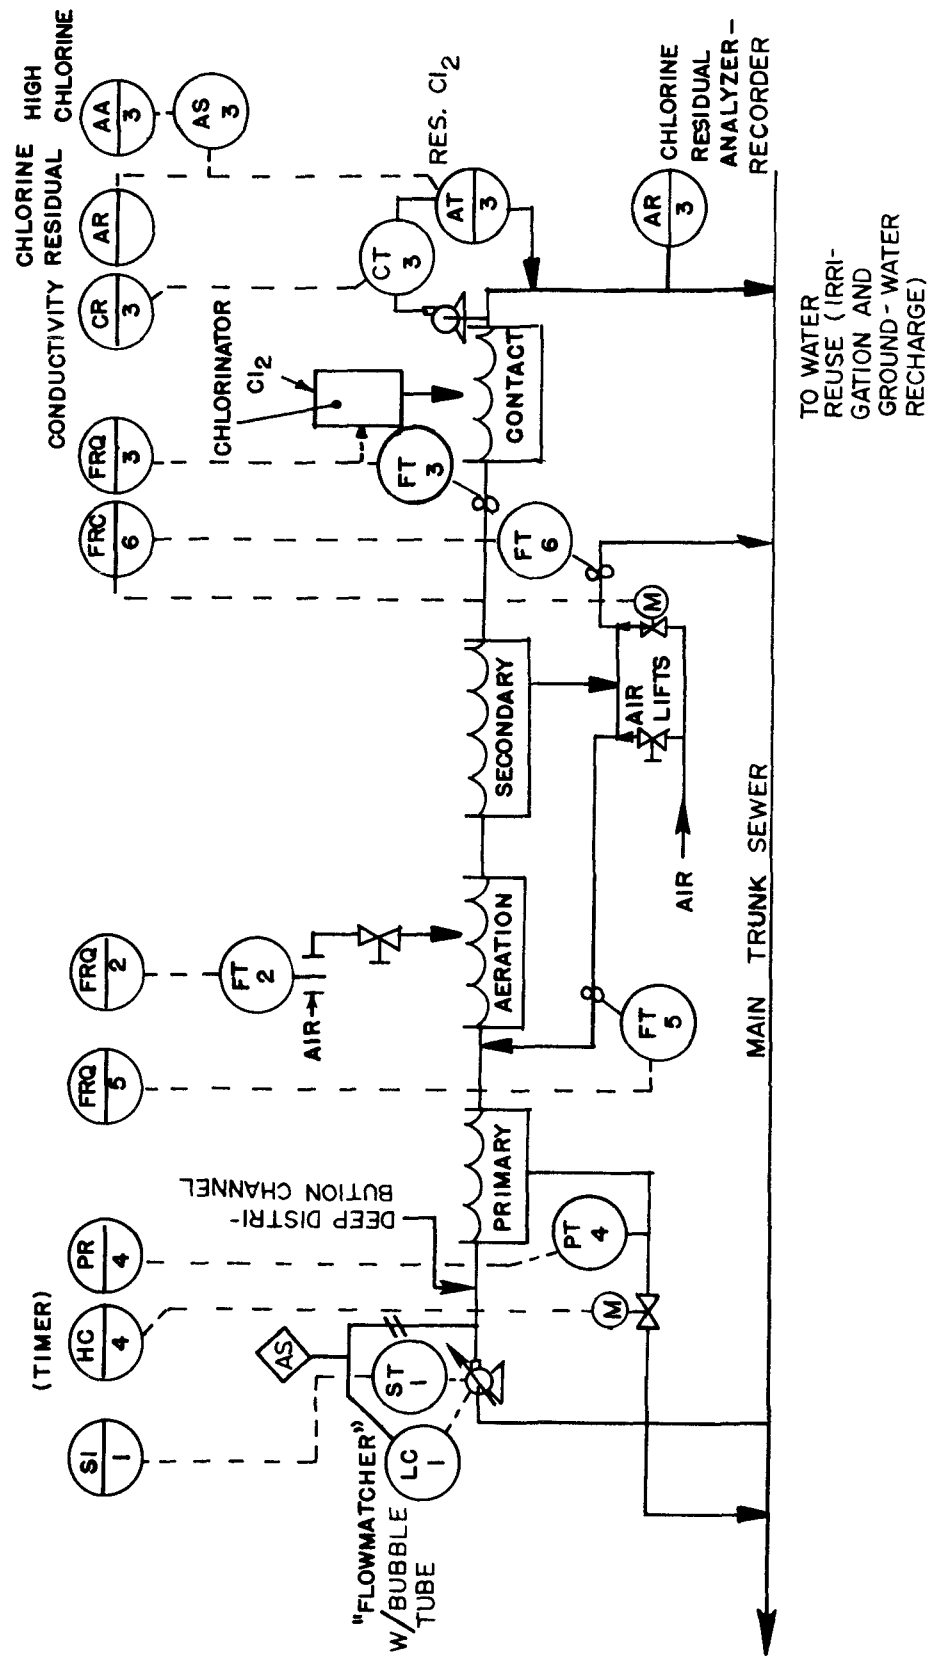 (TIMER)
SI
1
HC
4
PR
4
FRQ
5
FRQ
2
FRC
6
FRQ
3
CONDUCTIVITY
CR
3
CHLORINE
RESIDUAL
AR
HIGH
CHLORINE
AA
3
AS
3
"FLOWMATCHER"
W/BUBBLE
TUBE
LC
1
ST
1
AS
DEEP DISTRI-
BUTION CHANNEL
FT
2
AIR
CHLORINATOR
Cl2
FT
3
CT
3
AT
3
RES. Cl2
PRIMARY
AERATION
SECONDARY
CONTACT
M
PT
4
FT
5
AIR
AIR
LIFTS
M
FT
6
AR
3
CHLORINE
RESIDUAL
ANALYZER-
RECORDER
MAIN TRUNK SEWER
TO WATER
REUSE (IRRI-
GATION AND
GROUND-WATER
RECHARGE)